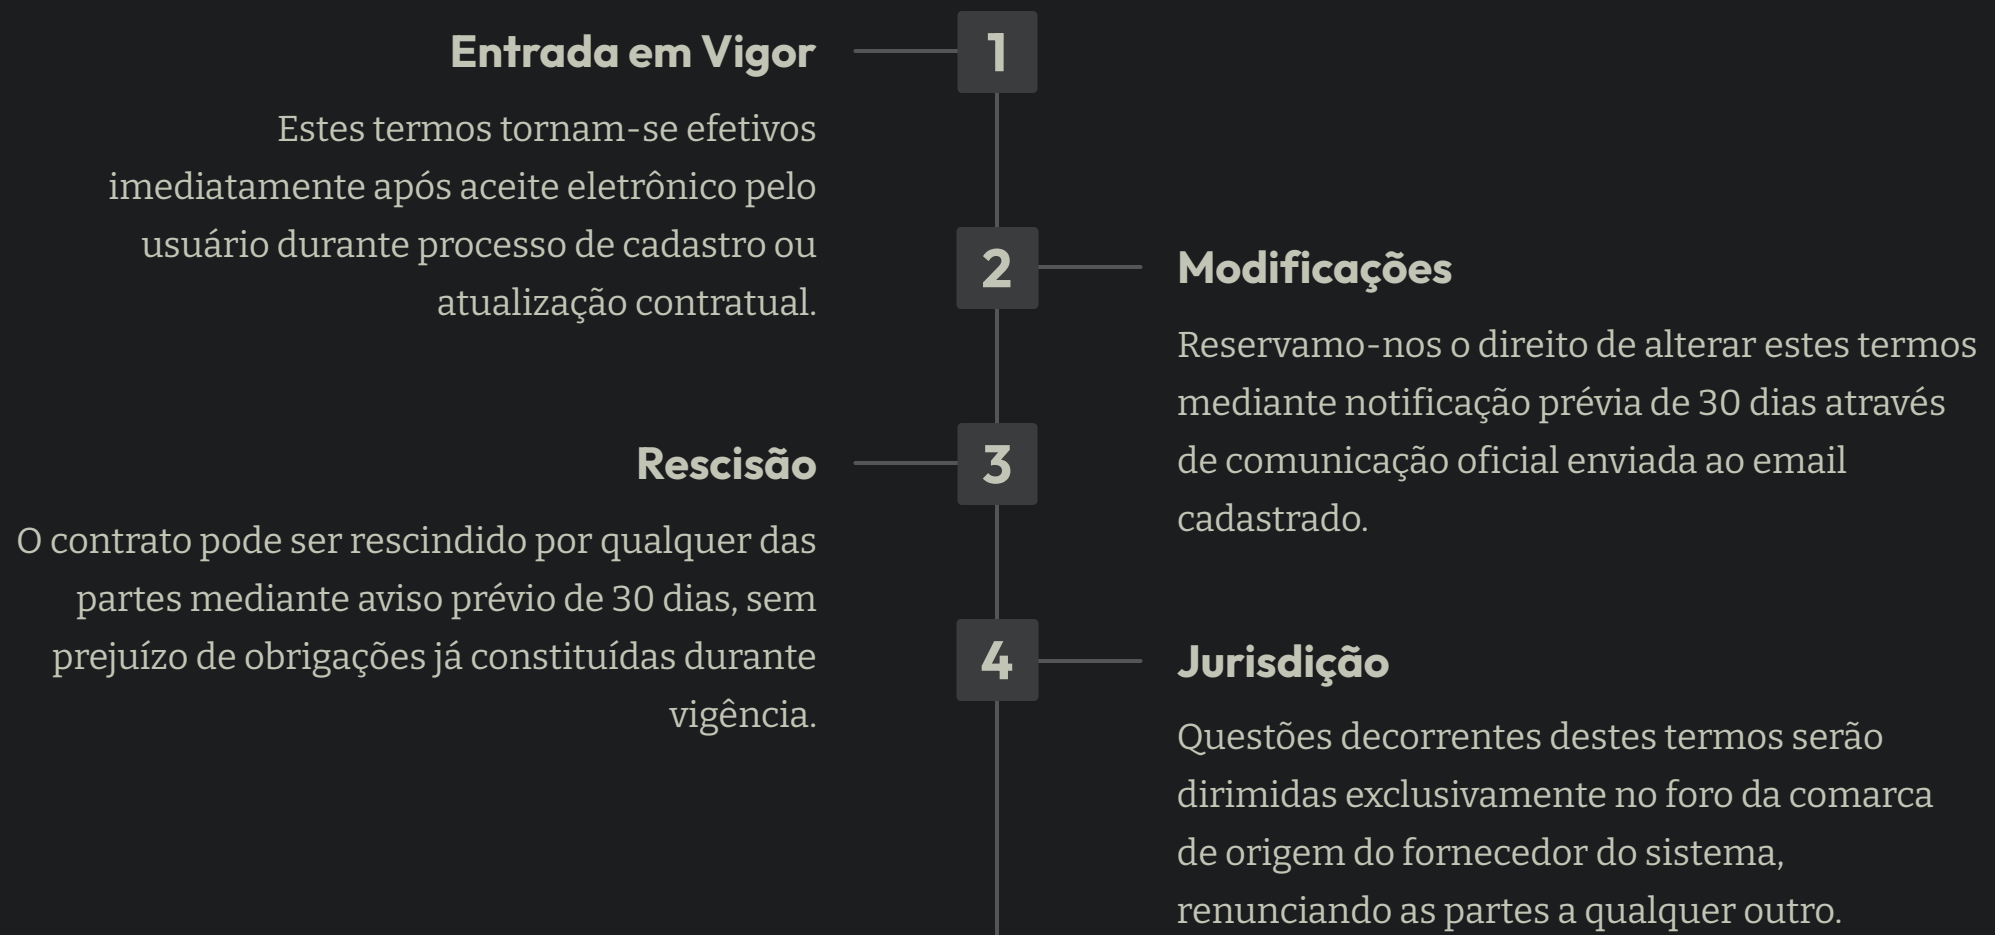 1
Entrada em Vigor
Estes termos tornam-se efetivos
imediatamente após aceite eletrônico pelo
usuário durante processo de cadastro ou
atualização contratual.
2
Modificações
Reservamo-nos o direito de alterar estes termos
mediante notificação prévia de 30 dias através
de comunicação oficial enviada ao email
cadastrado.
3
Rescisão
O contrato pode ser rescindido por qualquer das
partes mediante aviso prévio de 30 dias, sem
prejuízo de obrigações já constituídas durante
vigência.
4
Jurisdição
Questões decorrentes destes termos serão
dirimidas exclusivamente no foro da comarca
de origem do fornecedor do sistema,
renunciando as partes a qualquer outro.